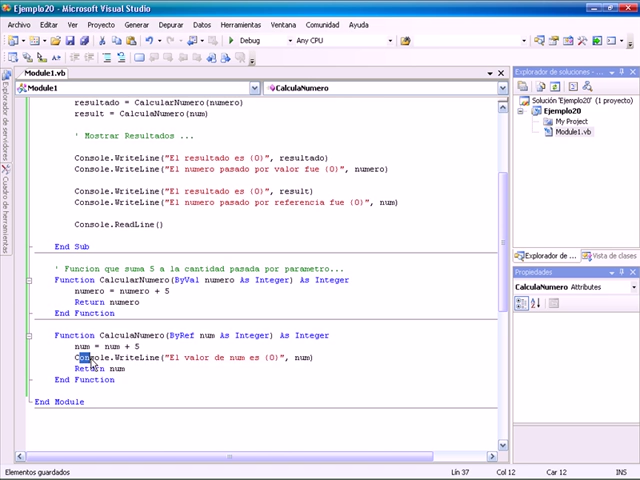 Ejemplo20 - Microsoft Visual Studio
Archivo Editar Ver Proyecto Generar Depurar Datos Herramientas Ventana Comunidad Ayuda
Debug Any CPU
Module1.vb
Module1 CalculaNumero
resultado = CalcularNumero(numero)
result = CalculaNumero(num)
' Mostrar Resultados ...
Console.WriteLine("El resultado es {0}", resultado)
Console.WriteLine("El numero pasado por valor fue {0}", numero)
Console.WriteLine("El resultado es {0}", result)
Console.WriteLine("El numero pasado por referencia fue {0}", num)
Console.ReadLine()
End Sub
' Funcion que suma 5 a la cantidad pasada por parametro...
Function CalcularNumero(ByVal numero As Integer) As Integer
numero = numero + 5
Return numero
End Function
Function CalculaNumero(ByRef num As Integer) As Integer
num = num + 5
Console.WriteLine("El valor de num es {0}", num)
Return num
End Function
End Module
Explorador de servidores
Cuadro de herramientas
Explorador de soluciones - ...
Solución 'Ejemplo20' (1 proyecto)
Ejemplo20
My Project
Module1.vb
Explorador de ... Vista de clases
Propiedades
CalculaNumero Attributes
Elementos guardados Lín 37 Col 12 Car 12 INS